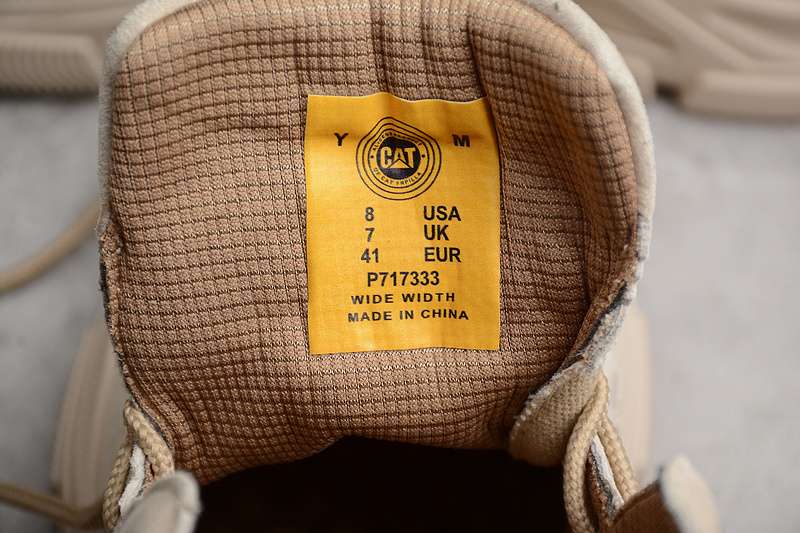 Y M
CAT
8 USA
7 UK
41 EUR
P717333
WIDE WIDTH
MADE IN CHINA